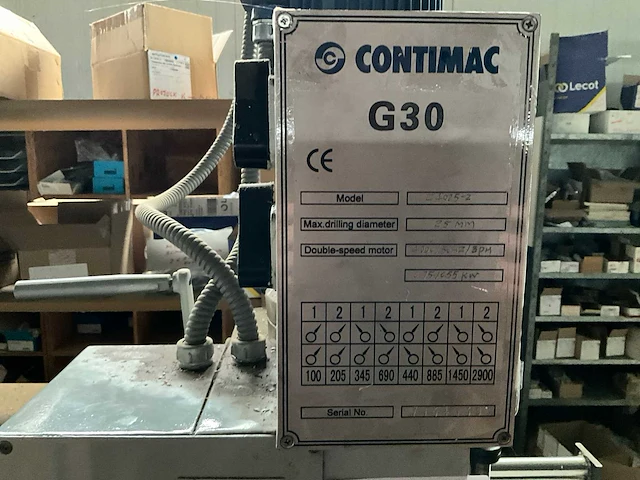 CONTIMAC
G30
CE
Model
Max.drilling diameter 25 MM
Double-speed motor
1 2 1 2 1 2 1 2
100 205 345 690 440 885 1450 2900
Serial No.
Lecot